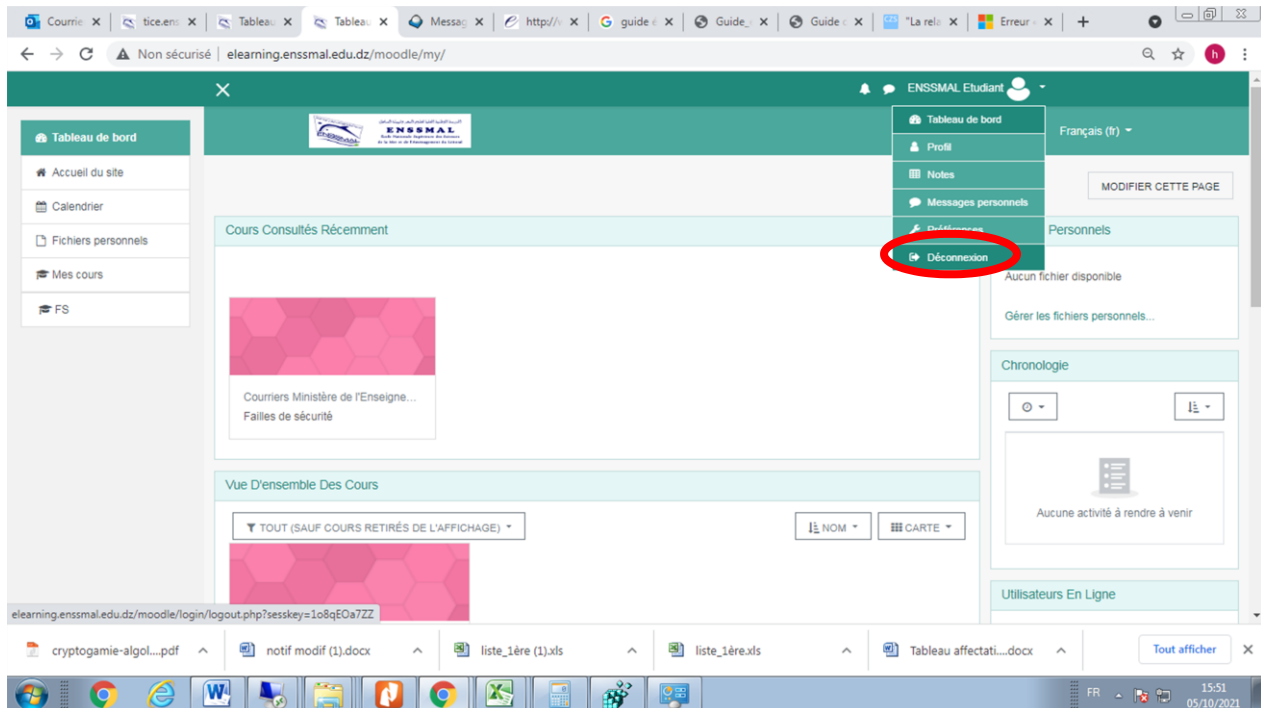 Courrie
tice.ens
Tableau
Tableau
Messag
http://
guide
Guide_
Guide
"La rela
Erreur
Non sécurisé
elearning.enssmal.edu.dz/moodle/my/
h
ENSSMAL Etudiant
Tableau de bord
Accueil du site
Calendrier
Fichiers personnels
Mes cours
FS
ENSSMAL
Tableau de bord
Profil
Notes
Messages personnels
Préférences
Déconnexion
Français (fr)
MODIFIER CETTE PAGE
Cours Consultés Récemment
Courriers Ministère de l'Enseigne...
Failles de sécurité
Vue D'ensemble Des Cours
TOUT (SAUF COURS RETIRÉS DE L'AFFICHAGE)
NOM
CARTE
Personnels
Aucun fichier disponible
Gérer les fichiers personnels...
Chronologie
Aucune activité à rendre à venir
Utilisateurs En Ligne
elearning.enssmal.edu.dz/moodle/login/logout.php?sesskey=1o8qEOa7ZZ
cryptogamie-algol....pdf
notif modif (1).docx
liste_1ère (1).xls
liste_1ère.xls
Tableau affectati....docx
Tout afficher
FR
15:51
05/10/2021